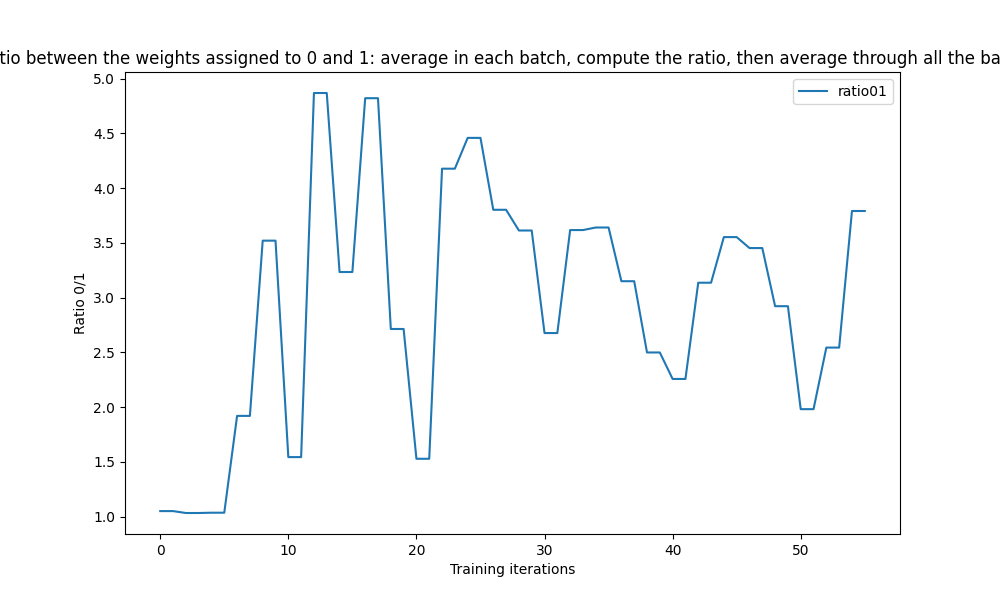 tio between the weights assigned to 0 and 1: average in each batch, compute the ratio, then average through all the ba
ratio01
Ratio 0/1
5.0
4.5
4.0
3.5
3.0
2.5
2.0
1.5
1.0
0 10 20 30 40 50
Training iterations